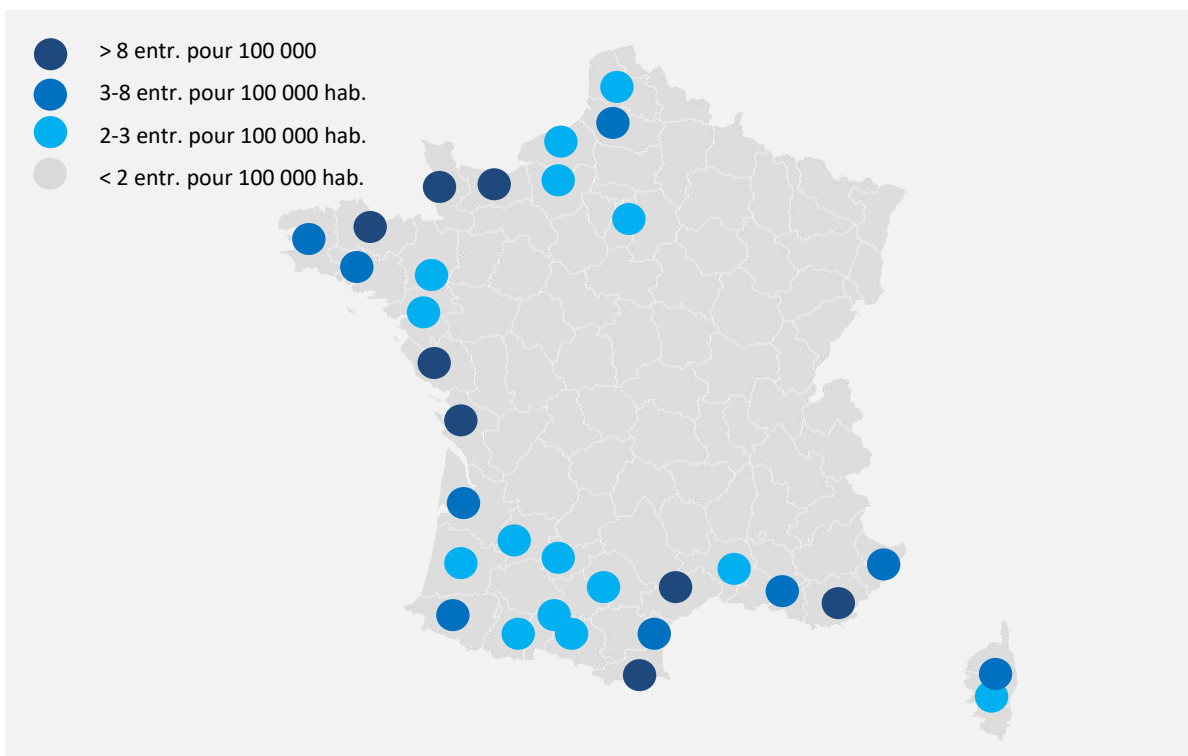 > 8 entr. pour 100 000
3-8 entr. pour 100 000 hab.
2-3 entr. pour 100 000 hab.
< 2 entr. pour 100 000 hab.